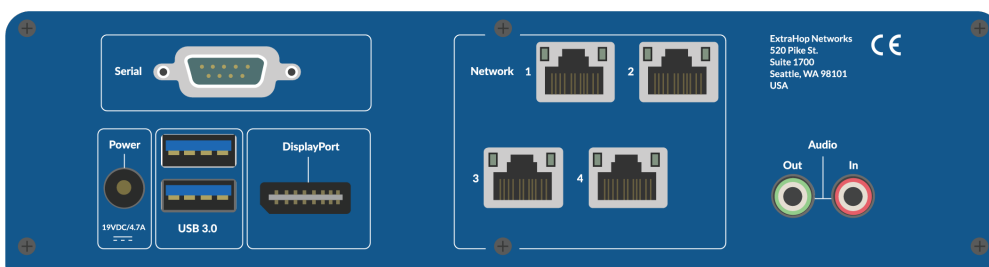 Serial
Power
19VDC/4.7A
USB 3.0
DisplayPort
Network 1 2
3 4
ExtraHop Networks
520 Pike St.
Suite 1700
Seattle, WA 98101
USA
CE
Audio
Out In